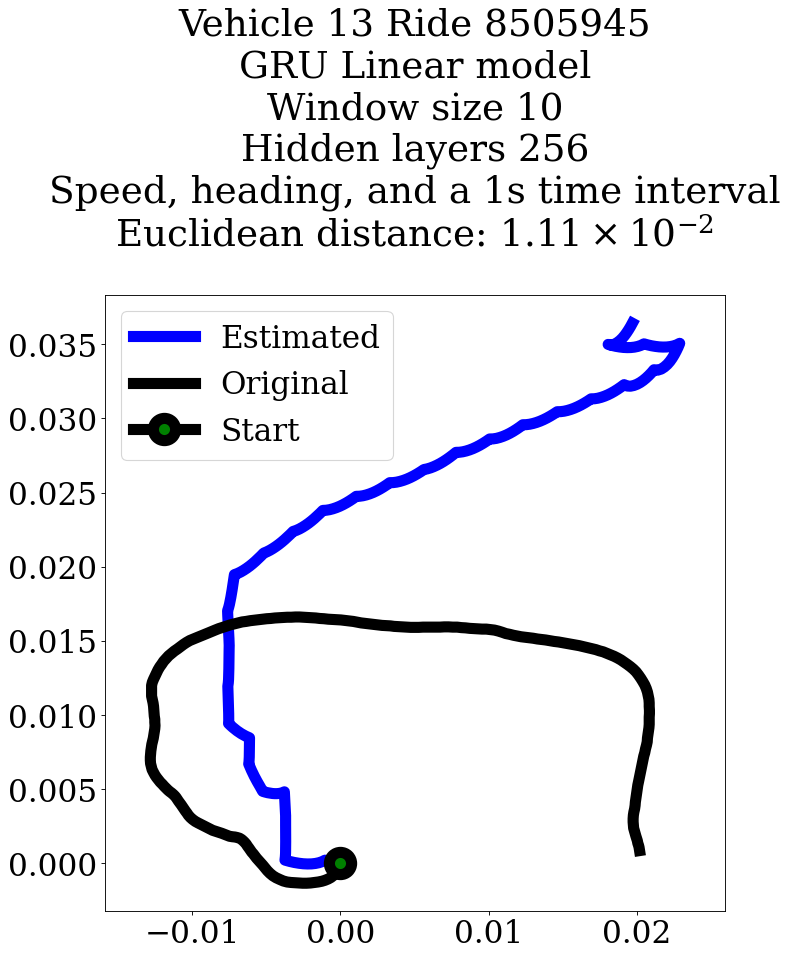 Vehicle 13 Ride 8505945
GRU Linear model
Window size 10
Hidden layers 256
Speed, heading, and a 1s time interval
Euclidean distance: 1.11 × 10⁻²
Estimated
Original
Start
0.035
0.030
0.025
0.020
0.015
0.010
0.005
0.000
−0.01 0.00 0.01 0.02